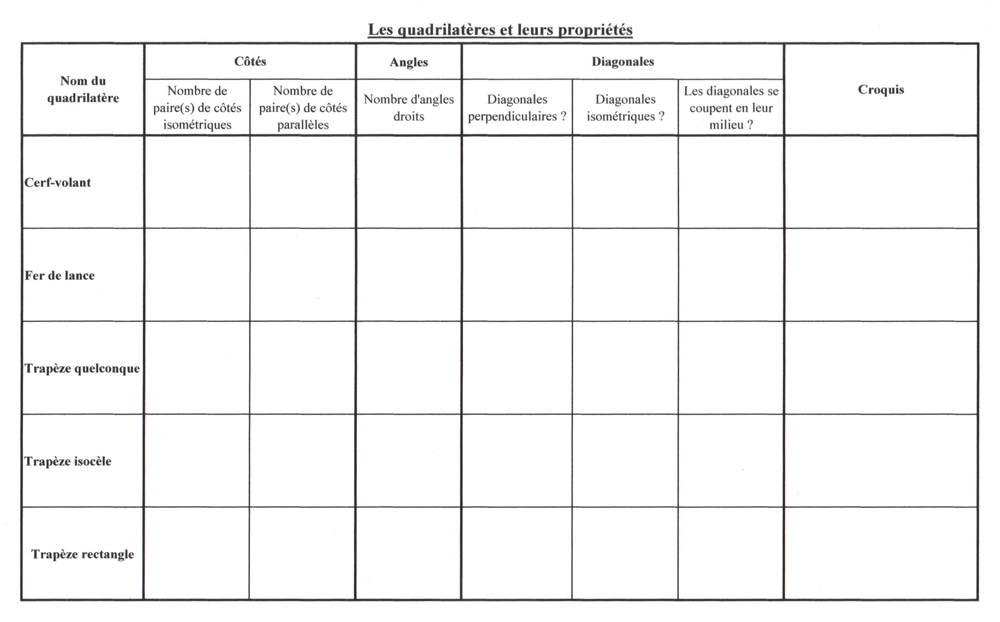 Les quadrilatères et leurs propriétés
Nom du
quadrilatère
Côtés
Angles
Diagonales
Croquis
Nombre de
paire(s) de côtés
isométriques
Nombre de
paire(s) de côtés
parallèles
Nombre d'angles
droits
Diagonales
perpendiculaires ?
Diagonales
isométriques ?
Les diagonales se
coupent en leur
milieu ?
Cerf-volant
Fer de lance
Trapèze quelconque
Trapèze isocèle
Trapèze rectangle